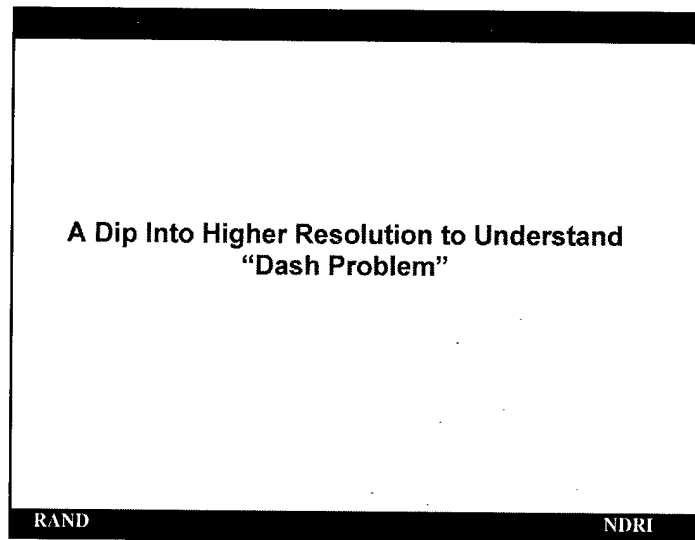 A Dip Into Higher Resolution to Understand
“Dash Problem”
RAND
NDRI